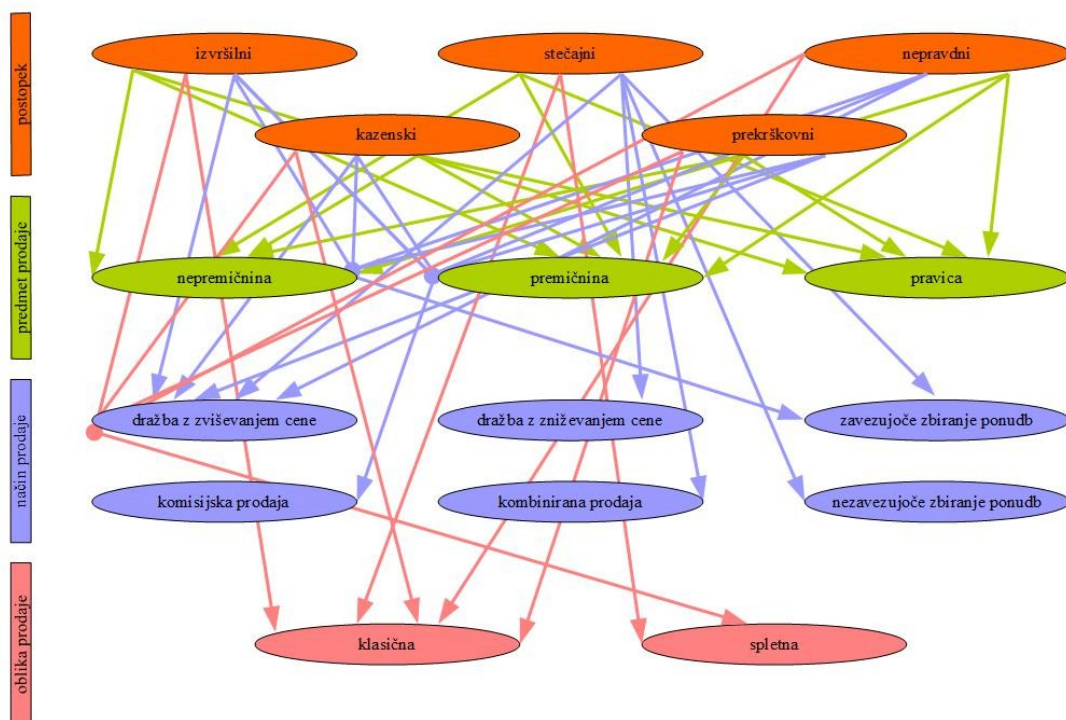 postopek
izvršilni
stečajni
nepravdni
kazenski
prekrškovni
predmet prodaje
nepremičnina
premičnina
pravica
način prodaje
dražba z zviševanjem cene
dražba z zniževanjem cene
zavezujoče zbiranje ponudb
komisijska prodaja
kombinirana prodaja
nezavezujoče zbiranje ponudb
oblika prodaje
klasična
spletna